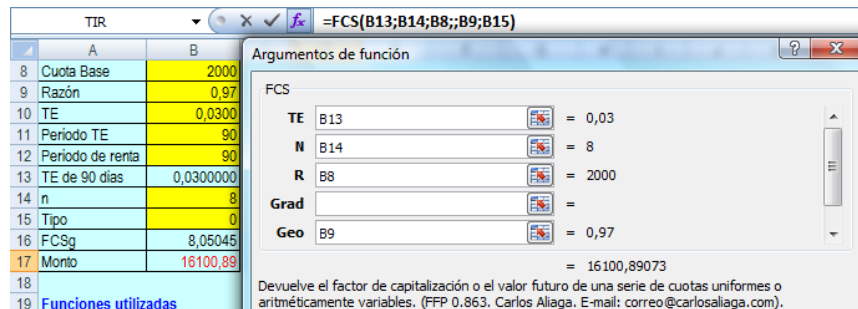 TIR =FCS(B13;B14;B8;;B9;B15)
A B
8 Cuota Base 2000
9 Razón 0,97
10 TE 0,0300
11 Periodo TE 90
12 Periodo de renta 90
13 TE de 90 días 0,0300000
14 n 8
15 Tipo 0
16 FCSg 8,05045
17 Monto 16100,89
18
19 Funciones utilizadas
Argumentos de función
FCS
TE B13 = 0,03
N B14 = 8
R B8 = 2000
Grad =
Geo B9 = 0,97
= 16100,89073
Devuelve el factor de capitalización o el valor futuro de una serie de cuotas uniformes o
aritméticamente variables. (FFP 0.863. Carlos Aliaga. E-mail: correo@carlosaliaga.com).